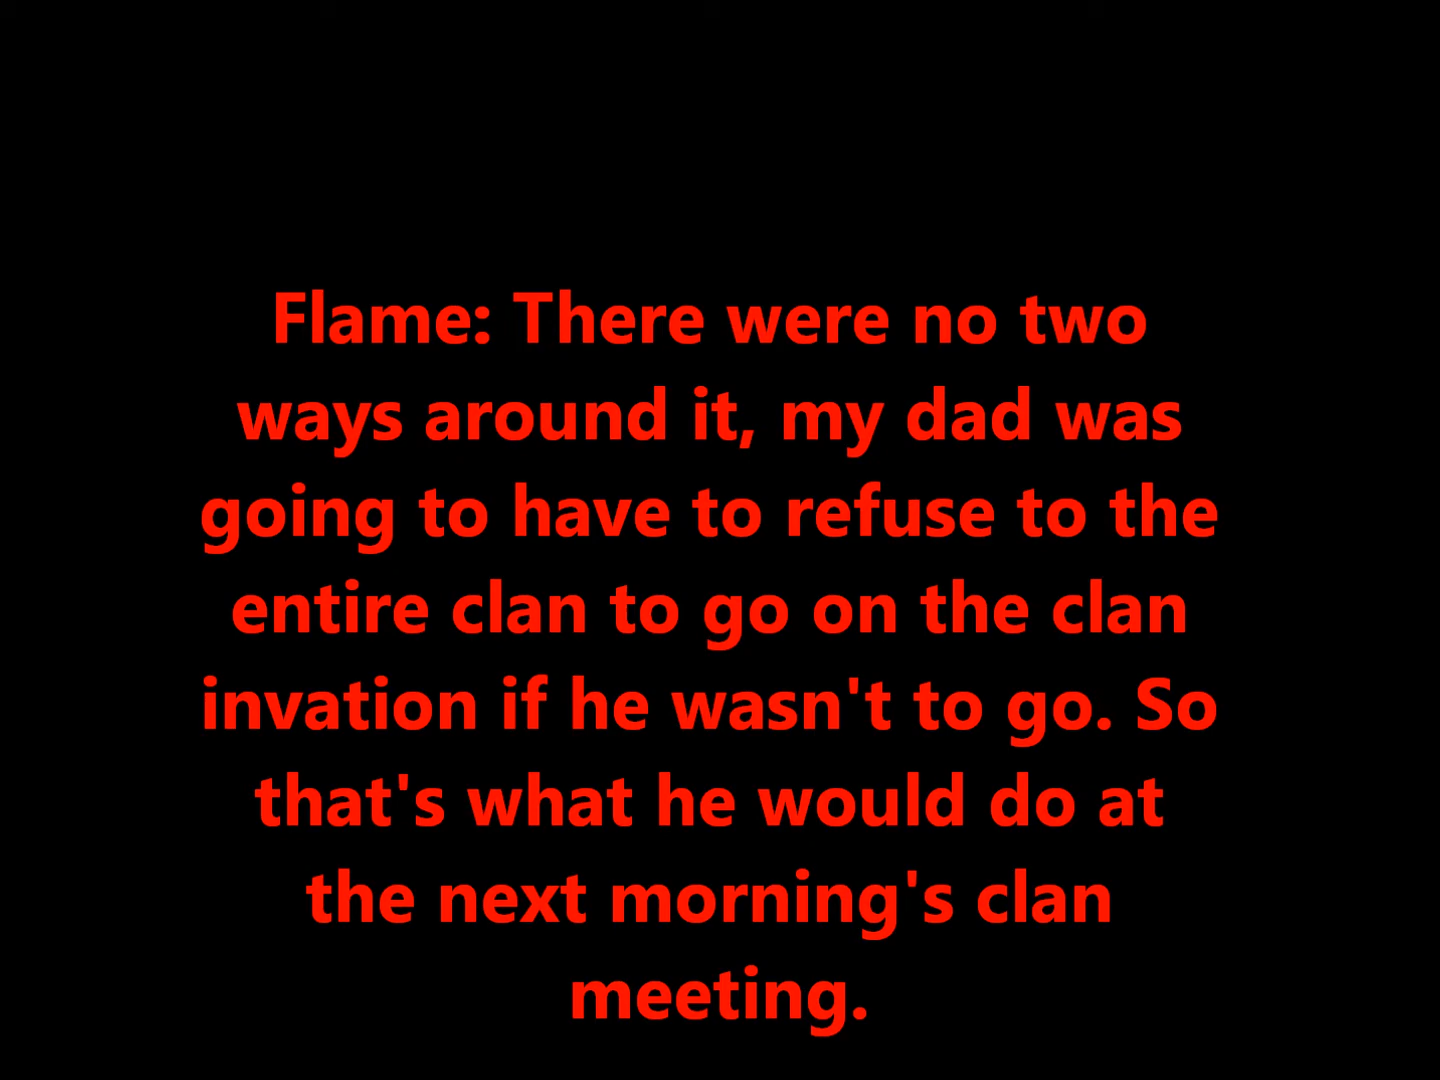 Flame: There were no two
ways around it, my dad was
going to have to refuse to the
entire clan to go on the clan
invation if he wasn't to go. So
that's what he would do at
the next morning's clan
meeting.